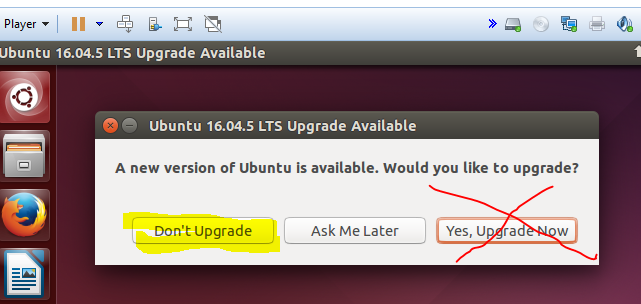 Player
Ubuntu 16.04.5 LTS Upgrade Available
Ubuntu 16.04.5 LTS Upgrade Available
A new version of Ubuntu is available. Would you like to upgrade?
Don't Upgrade Ask Me Later Yes, Upgrade Now